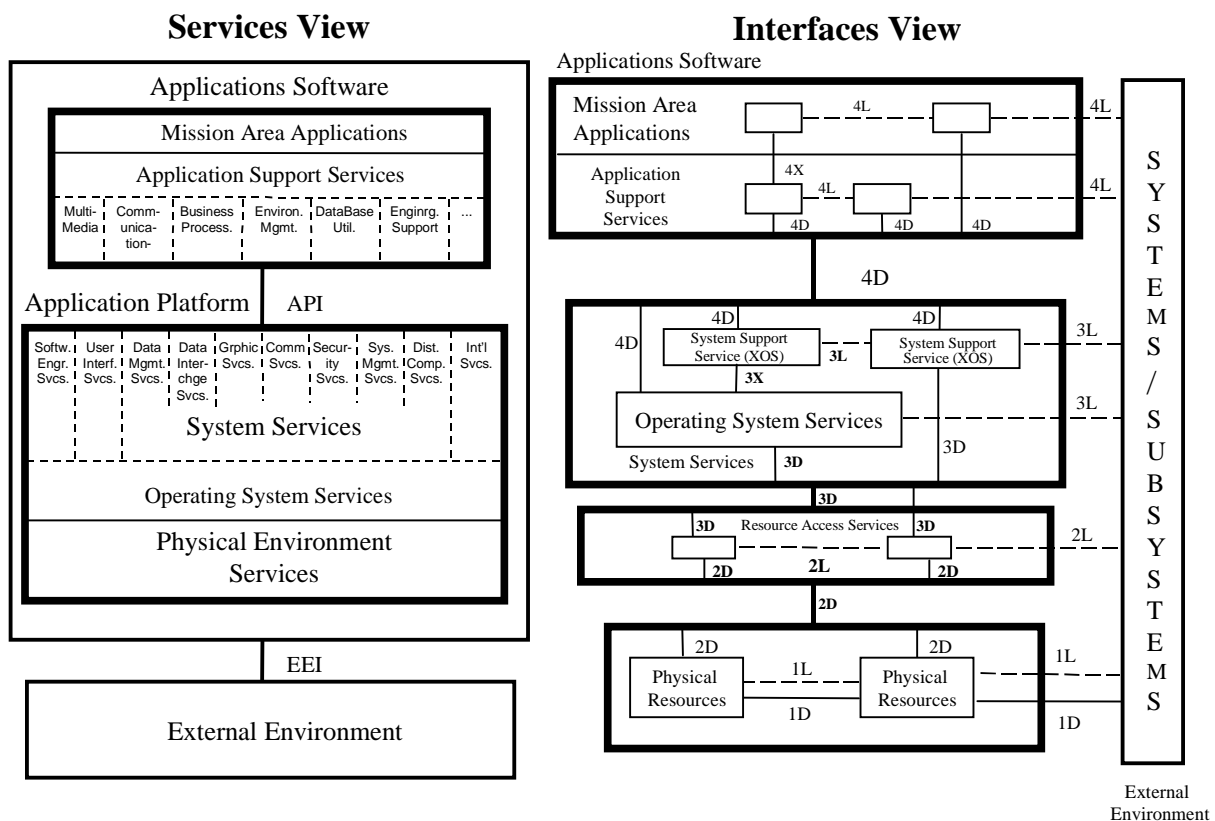 Services View
Applications Software
Mission Area Applications
Application Support Services
Multi-
Media
Comm-
unica-
tion-
Business
Process.
Environ.
Mgmt.
DataBase
Util.
Enginrg.
Support
...
Application Platform
API
Softw.
Engr.
Svcs.
User
Interf.
Svcs.
Data
Mgmt.
Svcs.
Data
Inter-
chge
Svcs.
Grphic
Svcs.
Comm
Svcs.
Secur-
ity
Svcs.
Sys.
Mgmt.
Svcs.
Dist.
Comp.
Svcs.
Int'l
Svcs.
System Services
Operating System Services
Physical Environment
Services
EEI
External Environment
Interfaces View
Applications Software
Mission Area
Applications
4L
4L
4X
Application
Support
Services
4L
4L
4D
4D
4D
4D
4D
4D
4D
System Support
Service (XOS)
3L
System Support
Service (XOS)
3L
3X
Operating System Services
3L
System Services
3D
3D
3D
3D
Resource Access Services
3D
2L
2D
2L
2D
2D
2D
2D
Physical
Resources
1L
1D
Physical
Resources
1L
1D
S
Y
S
T
E
M
S
/
S
U
B
S
Y
S
T
E
M
S
External
Environment